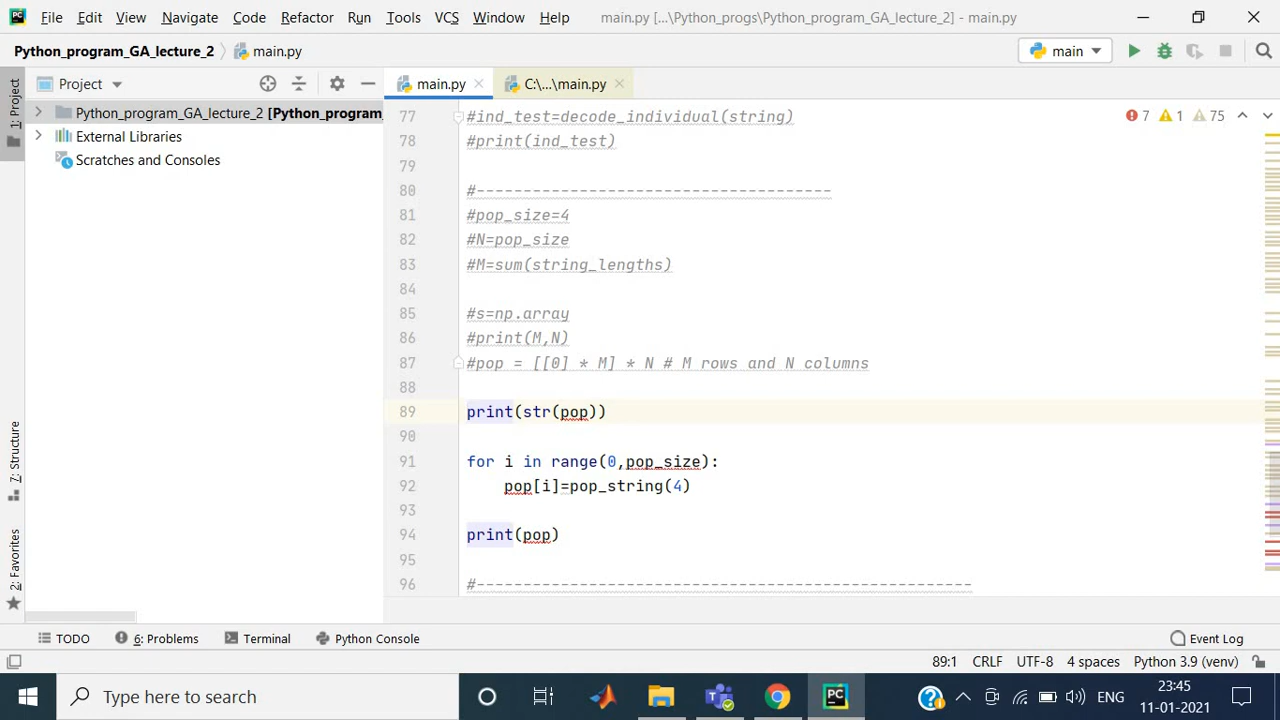 File Edit View Navigate Code Refactor Run Tools VCS Window Help main.py [...\Python_progs\Python_program_GA_lecture_2] - main.py
Python_program_GA_lecture_2 main.py main
Project main.py C:\...\main.py
Python_program_GA_lecture_2 [Python_program_
External Libraries
Scratches and Consoles
1: Project
7: Structure
2: Favorites
7 1 75
77 #ind_test=decode_individual(string)
78 #print(ind_test)
79
80 #--------------------------------------
81 #pop_size=4
82 #N=pop_size
83 #M=sum(string_lengths)
84
85 #s=np.array
86 #print(M,N)
87 #pop = [[0] * M] * N # M rows and N columns
88
89 print(str(pop))
90
91 for i in range(0,pop_size):
92 pop[i]=pop_string(4)
93
94 print(pop)
95
96 #-----------------------------------------------------
TODO 6: Problems Terminal Python Console Event Log
89:1 CRLF UTF-8 4 spaces Python 3.9 (venv)
Type here to search ENG 23:45
11-01-2021